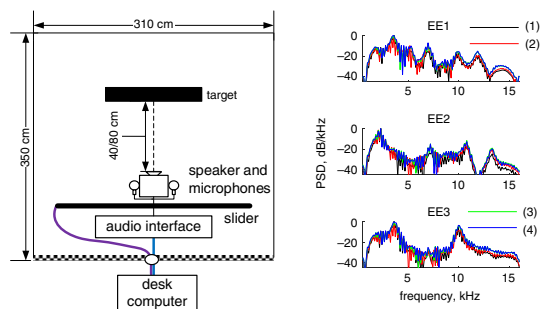 310 cm
350 cm
target
40/80 cm
speaker and
microphones
slider
audio interface
desk
computer
EE1
(1)
(2)
0
−20
−40
5
10
15
EE2
PSD, dB/kHz
0
−20
−40
5
10
15
EE3
(3)
(4)
0
−20
−40
5
10
15
frequency, kHz